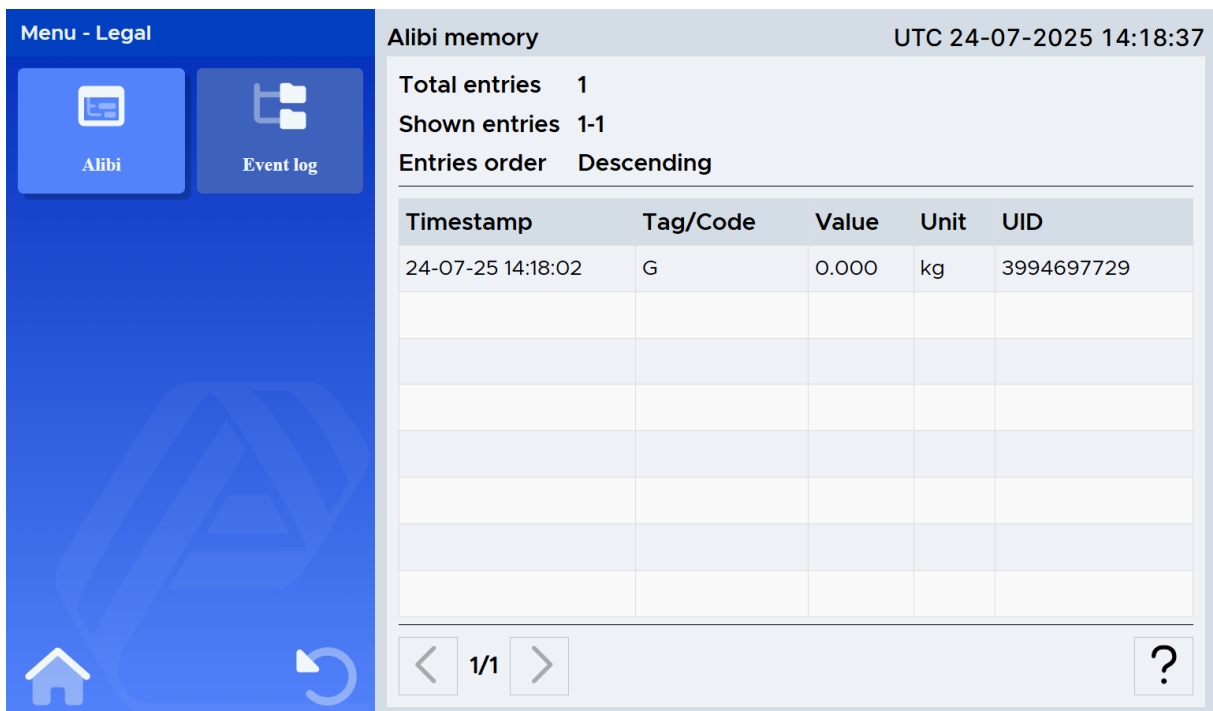 Menu - Legal
Alibi
Event log
Alibi memory
UTC 24-07-2025 14:18:37
Total entries 1
Shown entries 1-1
Entries order Descending
Timestamp Tag/Code Value Unit UID
24-07-25 14:18:02 G 0.000 kg 3994697729
1/1
?